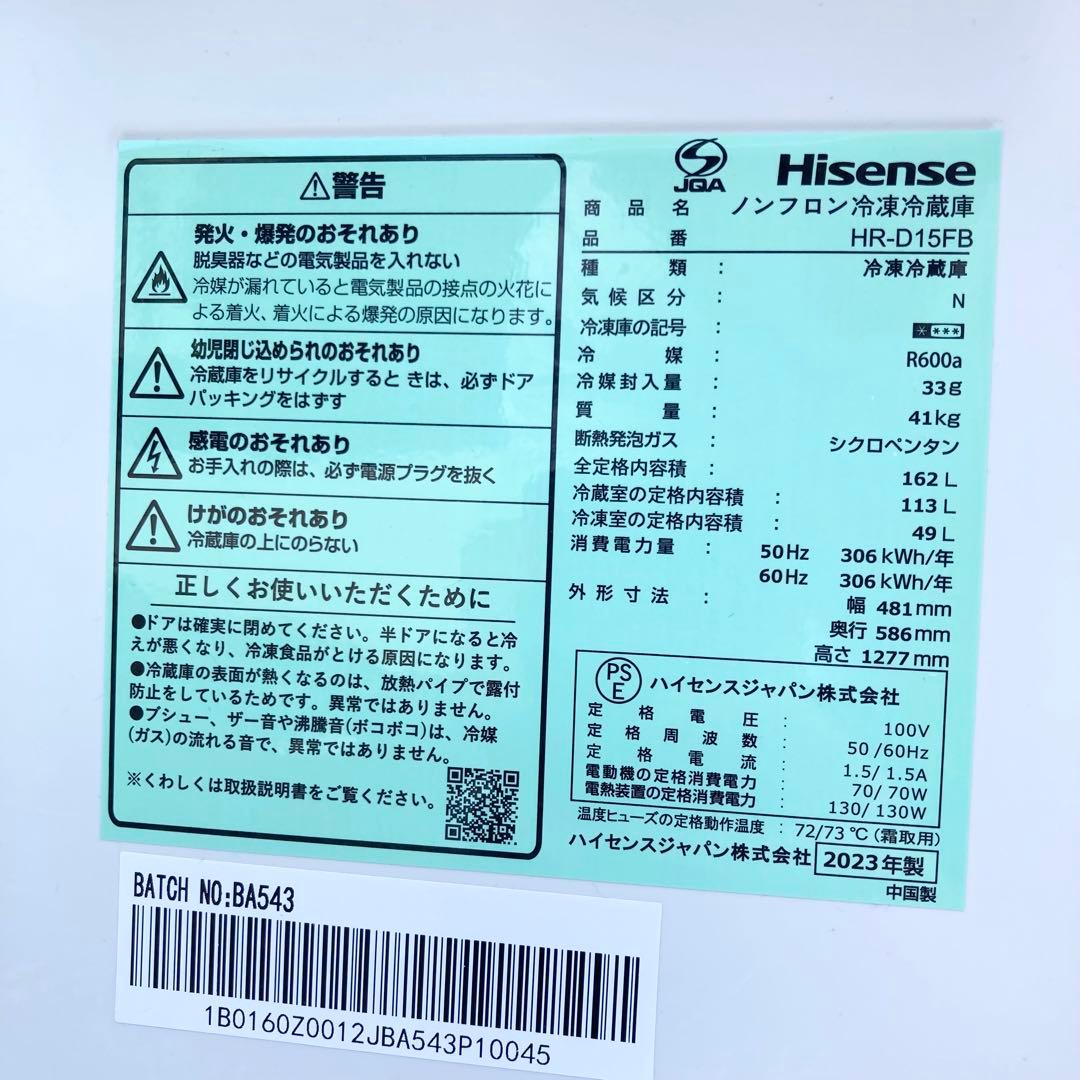 警告
発火・爆発のおそれあり
脱臭器などの電気製品を入れない
冷媒が漏れていると電気製品の接点の火花に
よる着火、着火による爆発の原因になります。
幼児閉じ込められのおそれあり
冷蔵庫をリサイクルすると きは、必ずドア
パッキングをはずす
感電のおそれあり
お手入れの際は、必ず電源プラグを抜く
けがのおそれあり
冷蔵庫の上にのらない
正しくお使いいただくために
●ドアは確実に閉めてください。半ドアになると冷
えが悪くなり、冷凍食品がとける原因になります。
●冷蔵庫の表面が熱くなるのは、放熱パイプで露付
防止をしているためです。異常ではありません。
●ブシュー、ザー音や沸騰音(ボコボコ)は、冷媒
(ガス)の流れる音で、異常ではありません。
※くわしくは取扱説明書をご覧ください。
JQA Hisense
商品名 ノンフロン冷凍冷蔵庫
品番 HR-D15FB
種類 : 冷凍冷蔵庫
気候区分 : N
冷凍庫の記号 : * ***
冷媒 : R600a
冷媒封入量 : 33g
質量 : 41kg
断熱発泡ガス : シクロペンタン
全定格内容積 : 162 L
冷蔵室の定格内容積 : 113 L
冷凍室の定格内容積 : 49 L
消費電力量 : 50Hz 306 kWh/年
60Hz 306 kWh/年
外形寸法 : 幅 481mm
奥行 586mm
高さ 1277mm
PSE ハイセンスジャパン株式会社
定格電圧 : 100V
定格周波数 : 50/60Hz
定格電流 : 1.5/1.5A
電動機の定格消費電力 : 70/70W
電熱装置の定格消費電力 : 130/130W
温度ヒューズの定格動作温度 : 72/73℃(霜取用)
ハイセンスジャパン株式会社 2023年製
中国製
BATCH NO:BA543
1B0160Z0012JBA543P10045